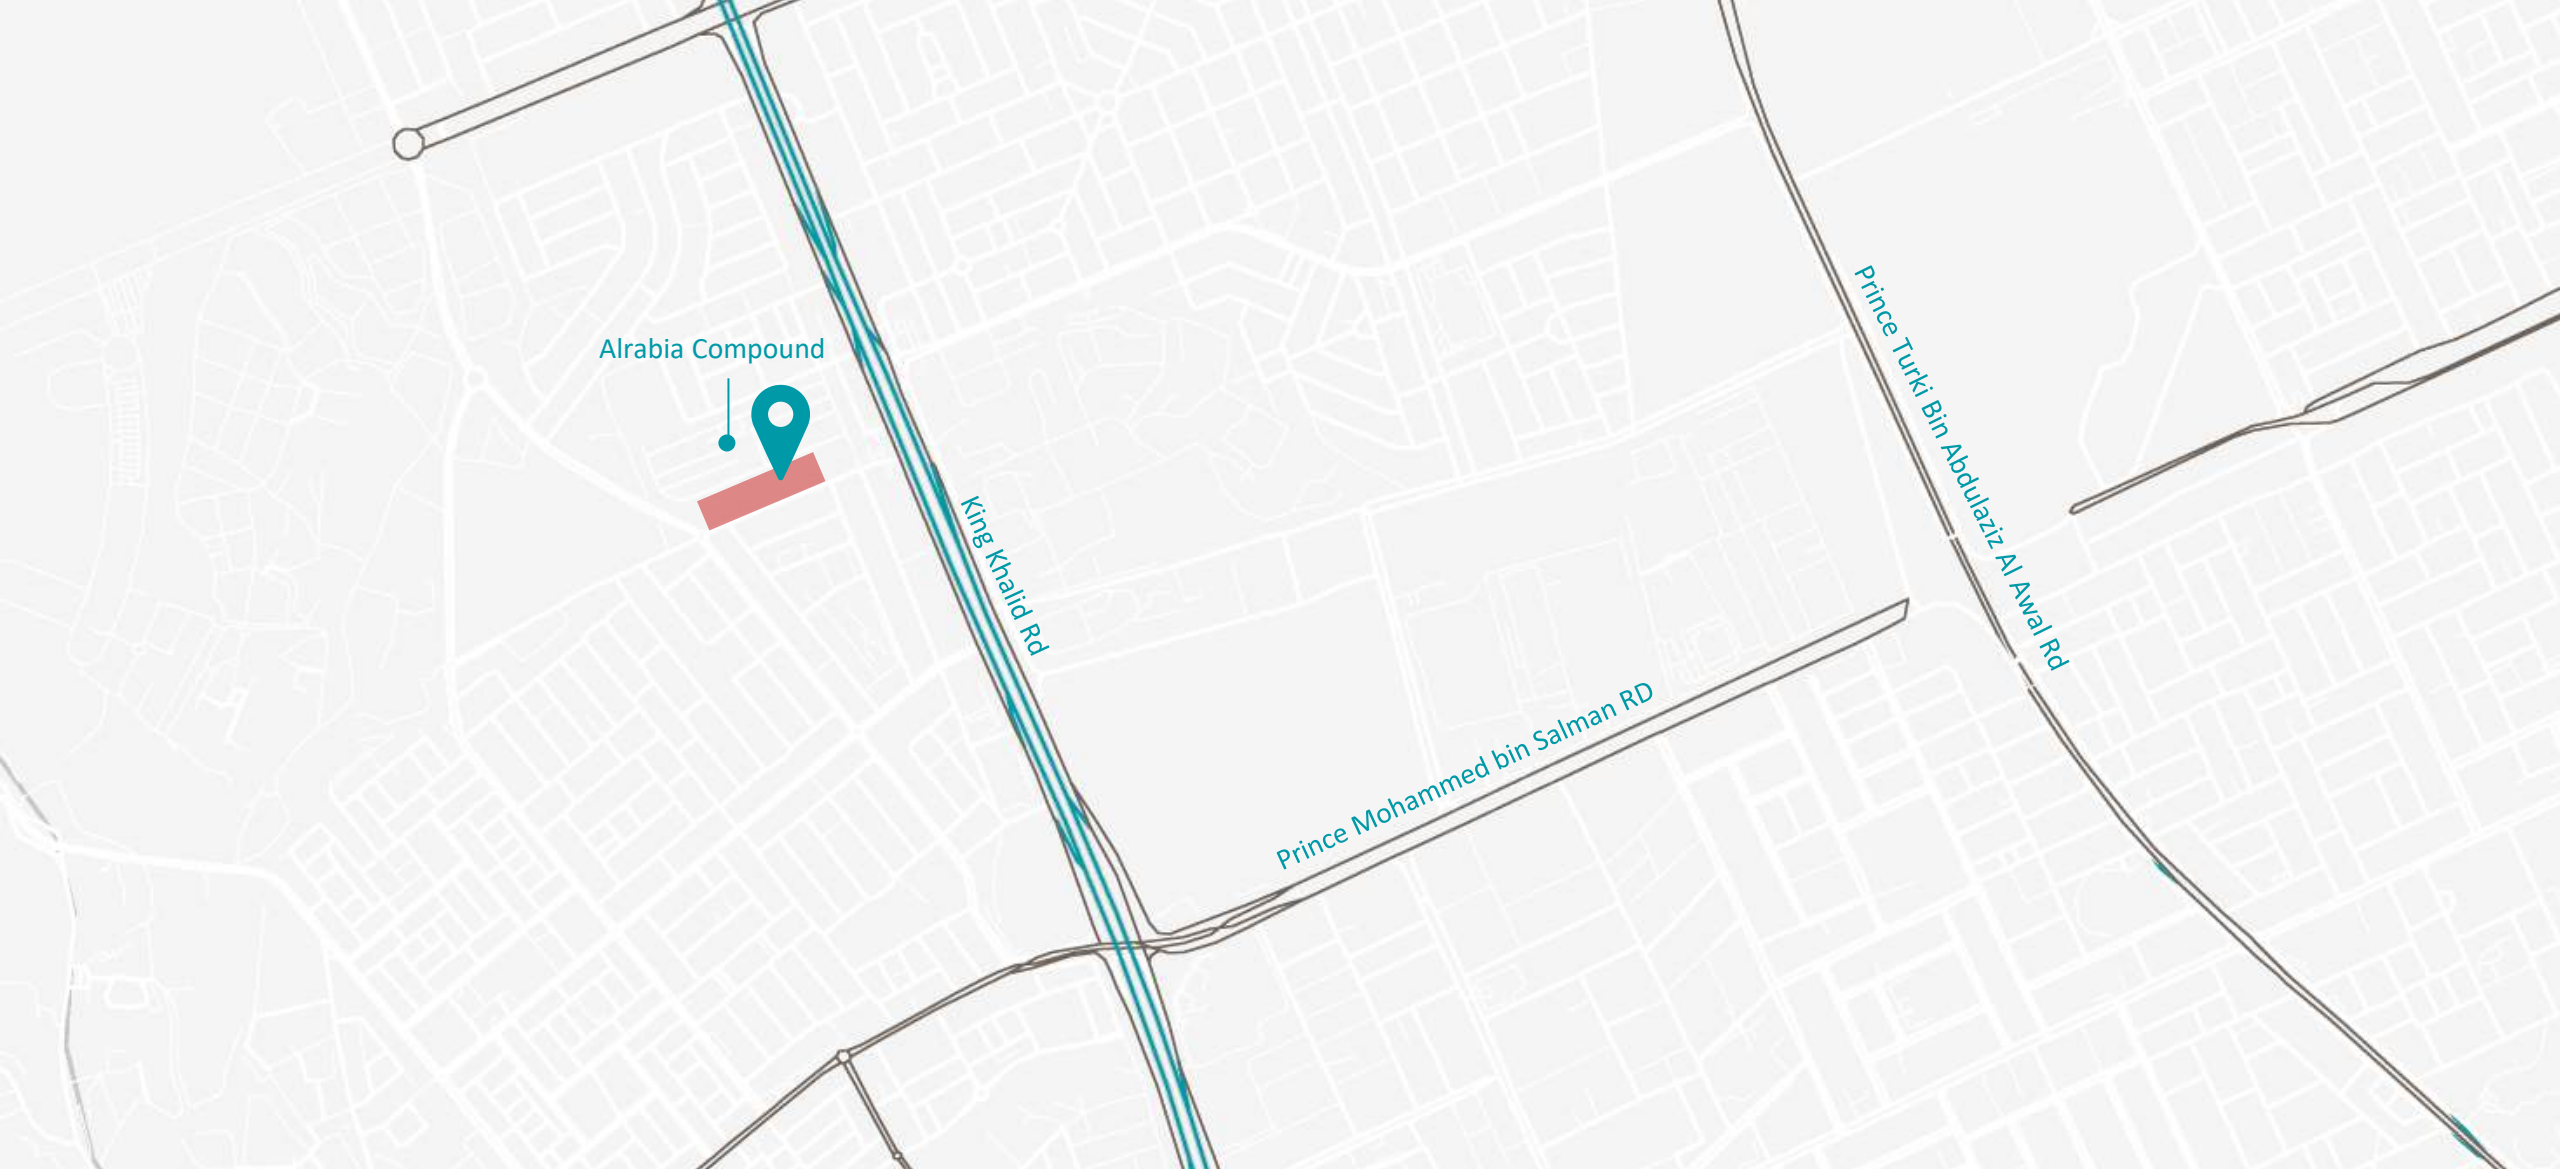 Alrabia Compound
King Khalid Rd
Prince Turki Bin Abdulaziz Al Awal Rd
Prince Mohammed bin Salman RD